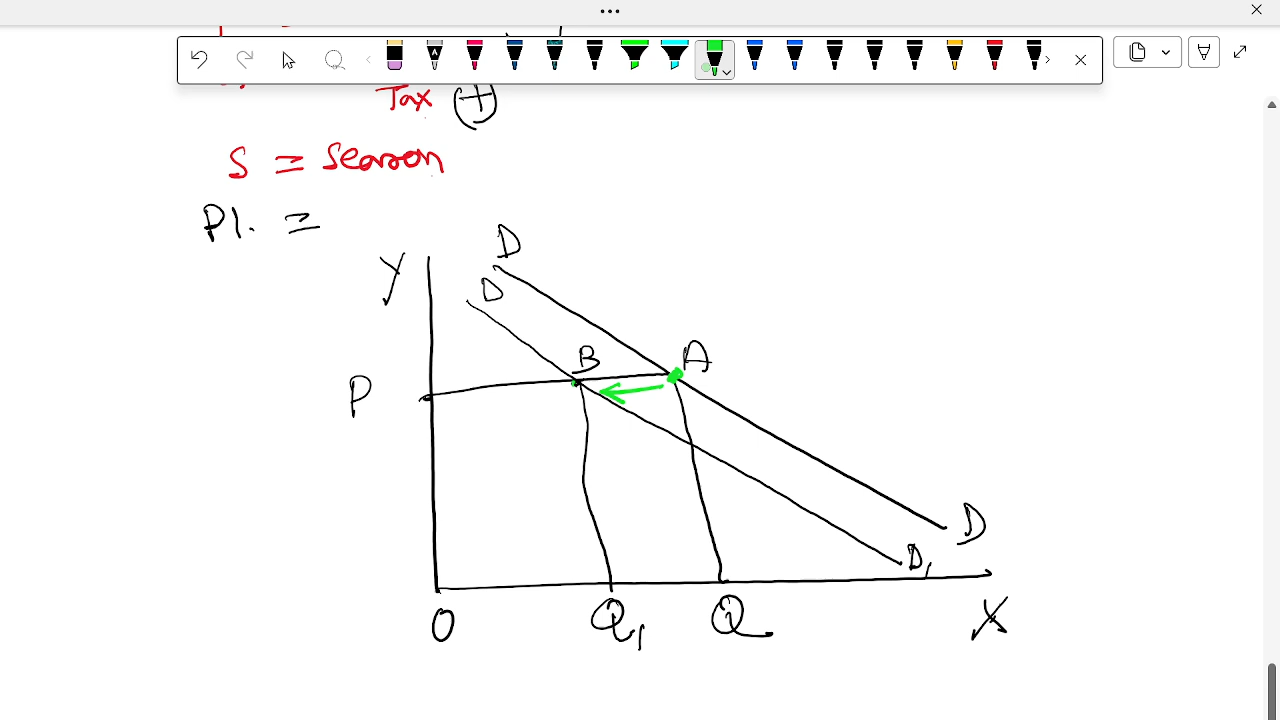 Tax +
S = Season
Pl. =
D
Y
D
B
A
P
D
D1
O
Q1
Q
X